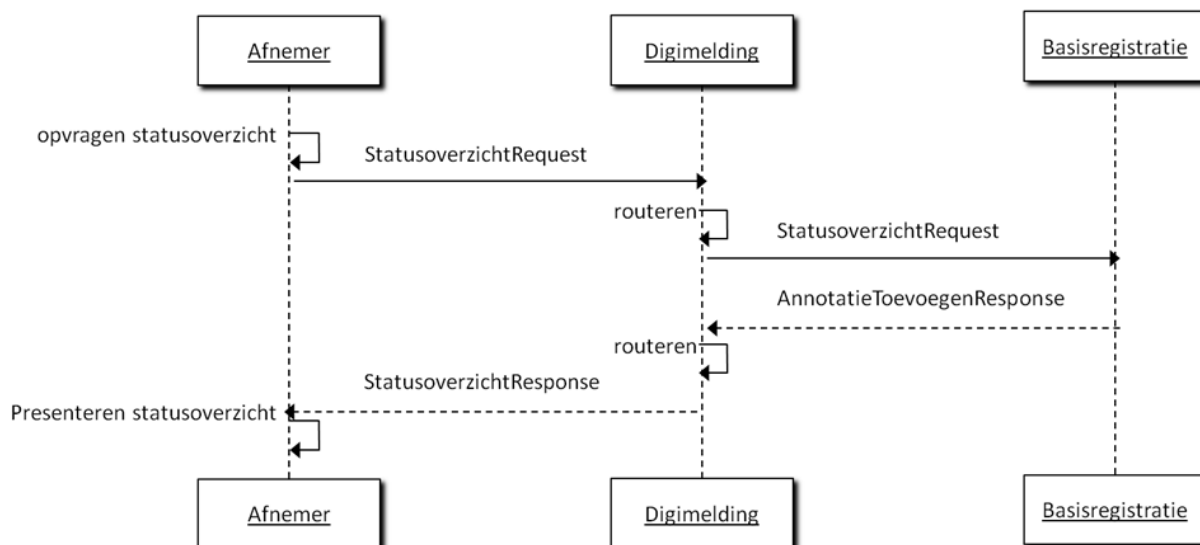 Afnemer
Digimelding
Basisregistratie
opvragen statusoverzicht
StatusoverzichtRequest
routeren
StatusoverzichtRequest
AnnotatieToevoegenResponse
routeren
StatusoverzichtResponse
Presenteren statusoverzicht
Afnemer
Digimelding
Basisregistratie